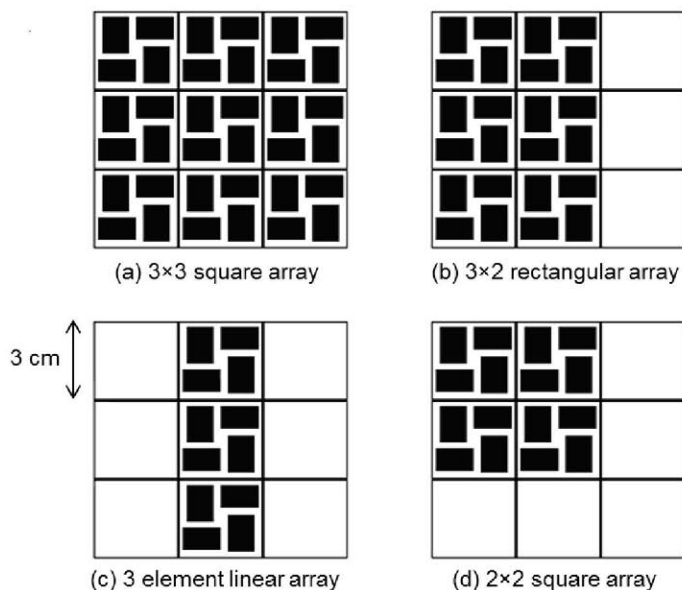 (a) 3×3 square array
(b) 3×2 rectangular array
3 cm
(c) 3 element linear array
(d) 2×2 square array